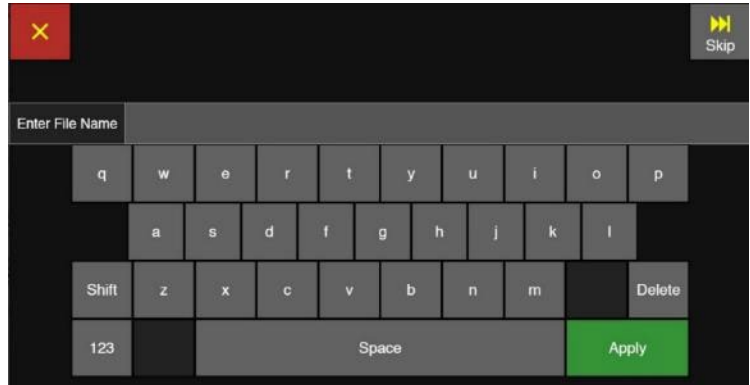 ×
Skip
Enter File Name
q w e r t y u i o p
a s d f g h j k l
Shift z x c v b n m Delete
123 Space Apply